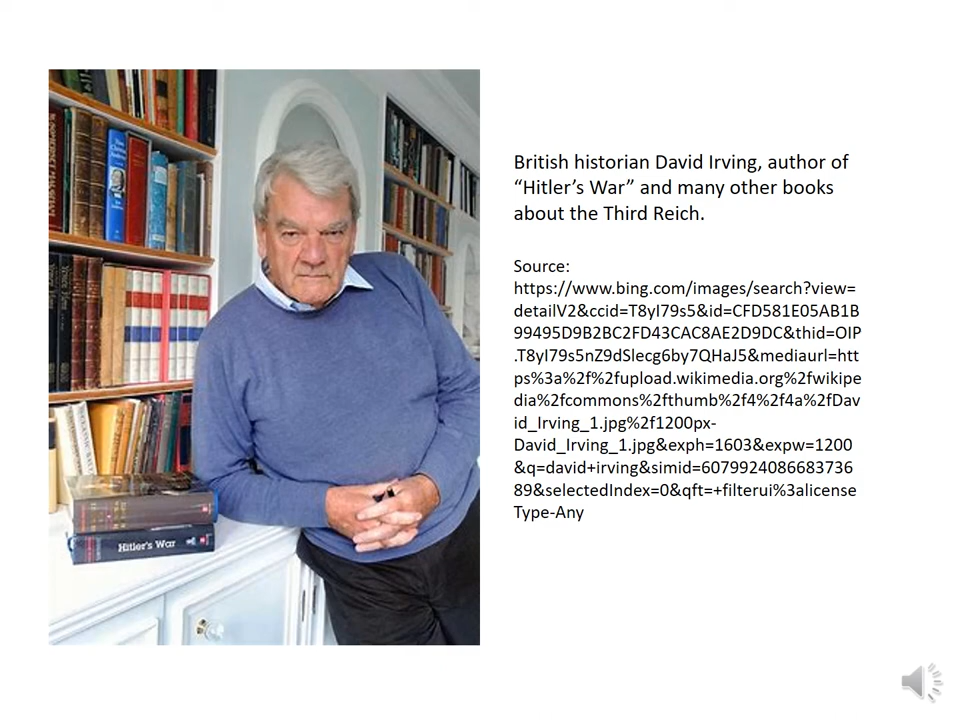 British historian David Irving, author of
“Hitler’s War” and many other books
about the Third Reich.
Source:
https://www.bing.com/images/search?view=
detailV2&ccid=T8yI79s5&id=CFD581E05AB1B
99495D9B2BC2FD43CAC8AE2D9DC&thid=OIP
.T8yI79s5nZ9dSlecg6by7QHaJ5&mediaurl=htt
ps%3a%2f%2fupload.wikimedia.org%2fwikipe
dia%2fcommons%2fthumb%2f4%2f4a%2fDav
id_Irving_1.jpg%2f1200px-
David_Irving_1.jpg&exph=1603&expw=1200
&q=david+irving&simid=6079924086683736
89&selectedIndex=0&qft=+filterui%3alicense
Type-Any
Hitler's War